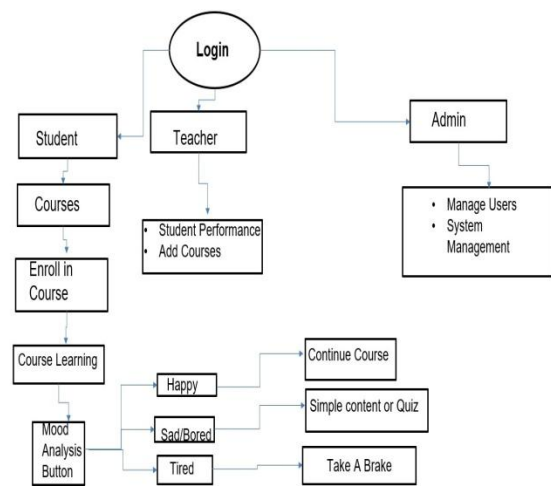 Login
Student
Teacher
Admin
Courses
• Student Performance
• Add Courses
• Manage Users
• System
Management
Enroll in
Course
Course Learning
Mood
Analysis
Button
Happy
Continue Course
Sad/Bored
Simple content or Quiz
Tired
Take A Brake